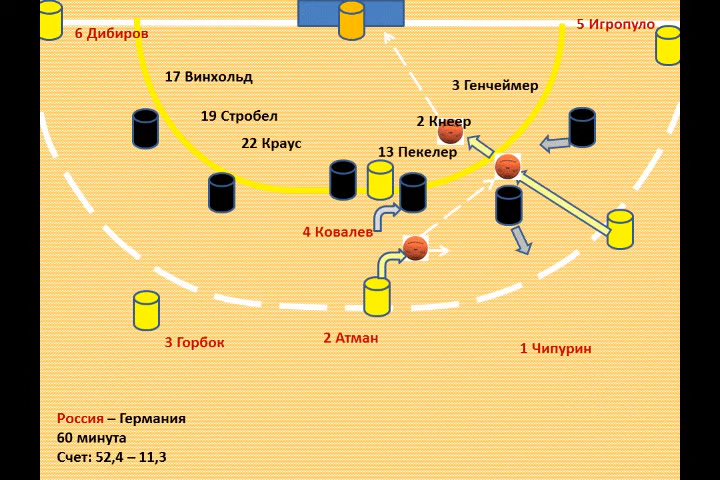 5 Игропуло
6 Дибиров
17 Винхольд
3 Генчеймер
19 Стробел
2 Кнеер
22 Краус
13 Пекелер
4 Ковалев
2 Атман
3 Горбок
1 Чипурин
Россия – Германия
60 минута
Счет: 52,4 – 11,3